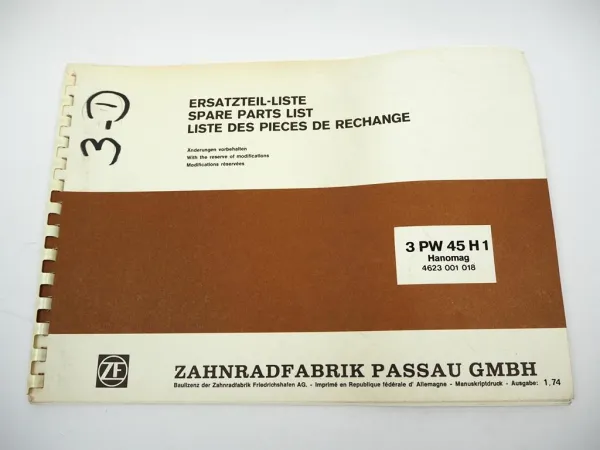 3-1
ERSATZTEIL-LISTE
SPARE PARTS LIST
LISTE DES PIECES DE RECHANGE
Änderungen vorbehalten
With the reserve of modifications
Modifications réservées
3 PW 45 H 1
Hanomag
4623 001 018
ZF
ZAHNRADFABRIK PASSAU GMBH
Baulizenz der Zahnradfabrik Friedrichshafen AG. - Imprimé en Republique fédérale d' Allemagne - Manuskriptdruck - Ausgabe: 1,74